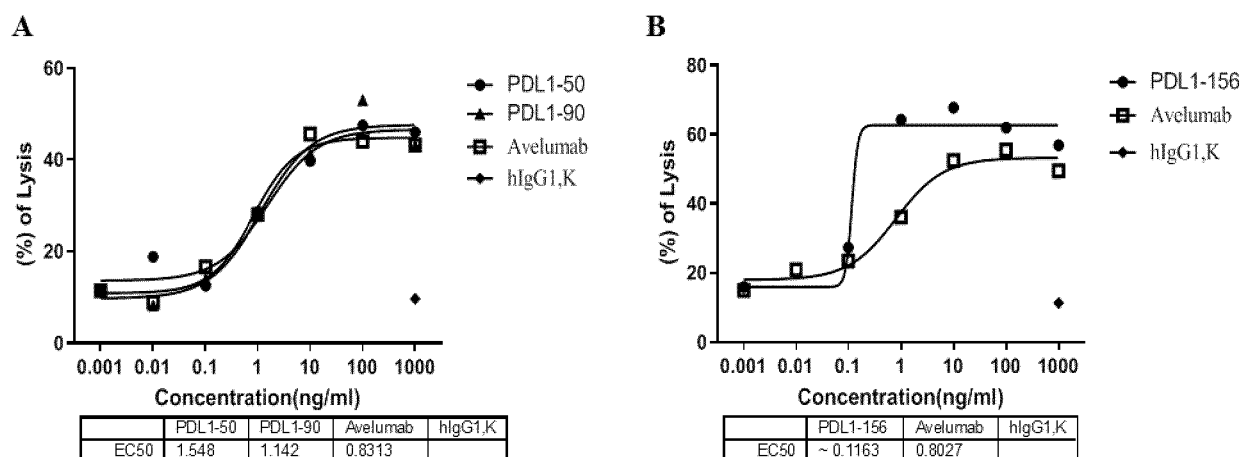 A
60
40
20
0
(%) of Lysis
0.001 0.01 0.1 1 10 100 1000
Concentration(ng/ml)
PDL1-50
PDL1-90
Avelumab
hIgG1,K
PDL1-50 PDL1-90 Avelumab hIgG1,K
EC50 1.548 1.142 0.8313
B
80
60
40
20
0
(%) of Lysis
0.001 0.01 0.1 1 10 100 1000
Concentration(ng/ml)
PDL1-156
Avelumab
hIgG1,K
PDL1-156 Avelumab hIgG1,K
EC50 ~ 0.1163 0.8027